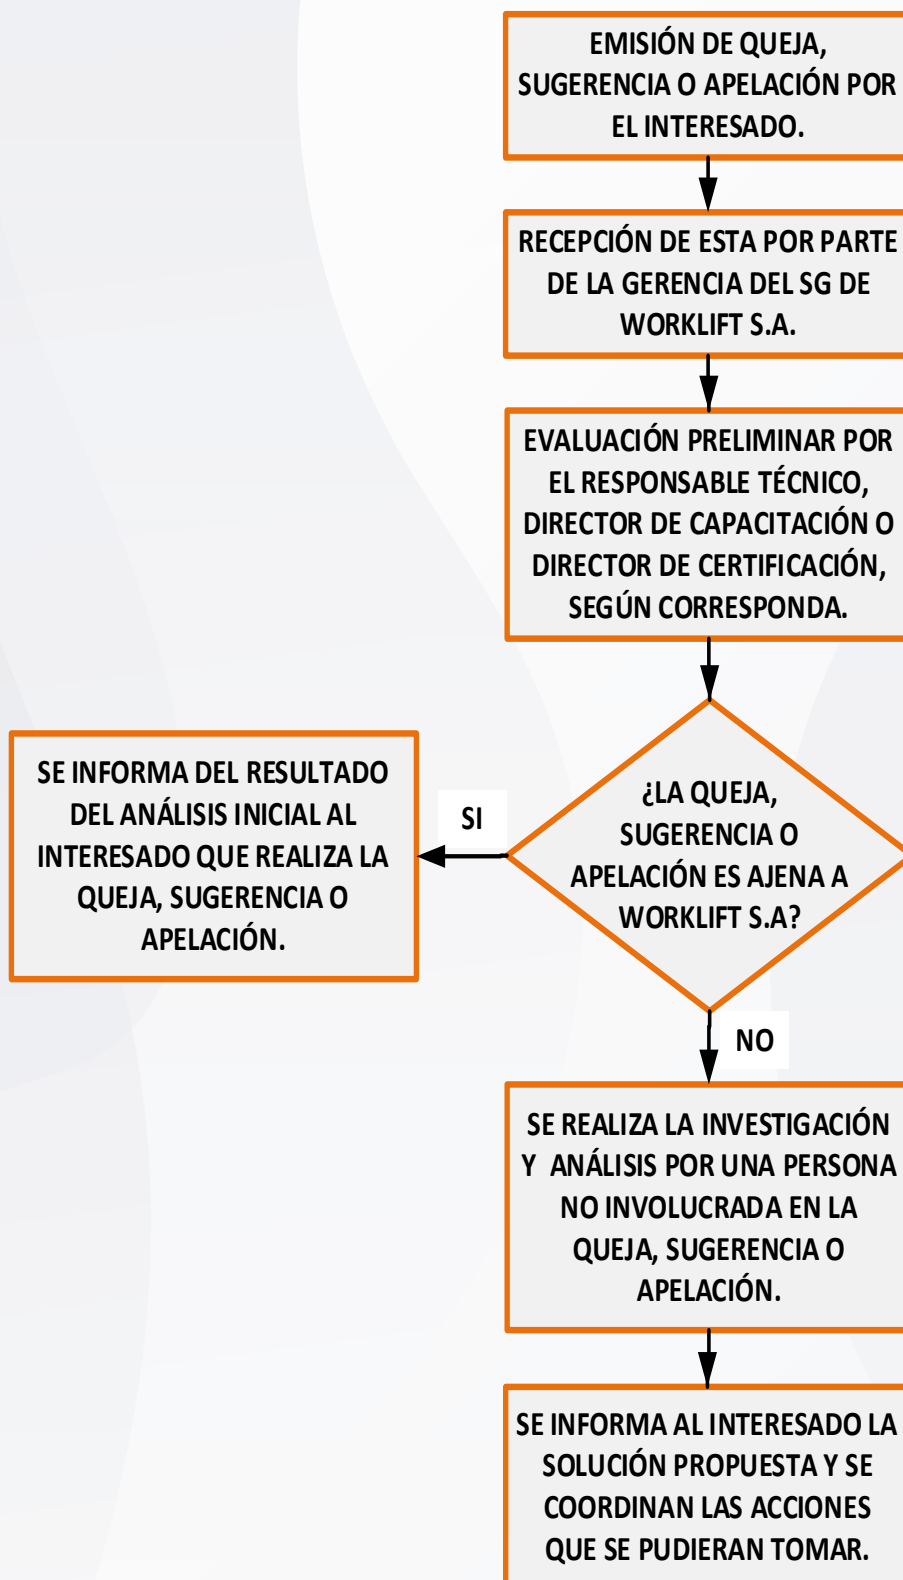 EMISIÓN DE QUEJA,
SUGERENCIA O APELACIÓN POR
EL INTERESADO.
RECEPCIÓN DE ESTA POR PARTE
DE LA GERENCIA DEL SG DE
WORKLIFT S.A.
EVALUACIÓN PRELIMINAR POR
EL RESPONSABLE TÉCNICO,
DIRECTOR DE CAPACITACIÓN O
DIRECTOR DE CERTIFICACIÓN,
SEGÚN CORRESPONDA.
¿LA QUEJA,
SUGERENCIA O
APELACIÓN ES AJENA A
WORKLIFT S.A?
SI
SE INFORMA DEL RESULTADO
DEL ANÁLISIS INICIAL AL
INTERESADO QUE REALIZA LA
QUEJA, SUGERENCIA O
APELACIÓN.
NO
SE REALIZA LA INVESTIGACIÓN
Y ANÁLISIS POR UNA PERSONA
NO INVOLUCRADA EN LA
QUEJA, SUGERENCIA O
APELACIÓN.
SE INFORMA AL INTERESADO LA
SOLUCIÓN PROPUESTA Y SE
COORDINAN LAS ACCIONES
QUE SE PUDIERAN TOMAR.